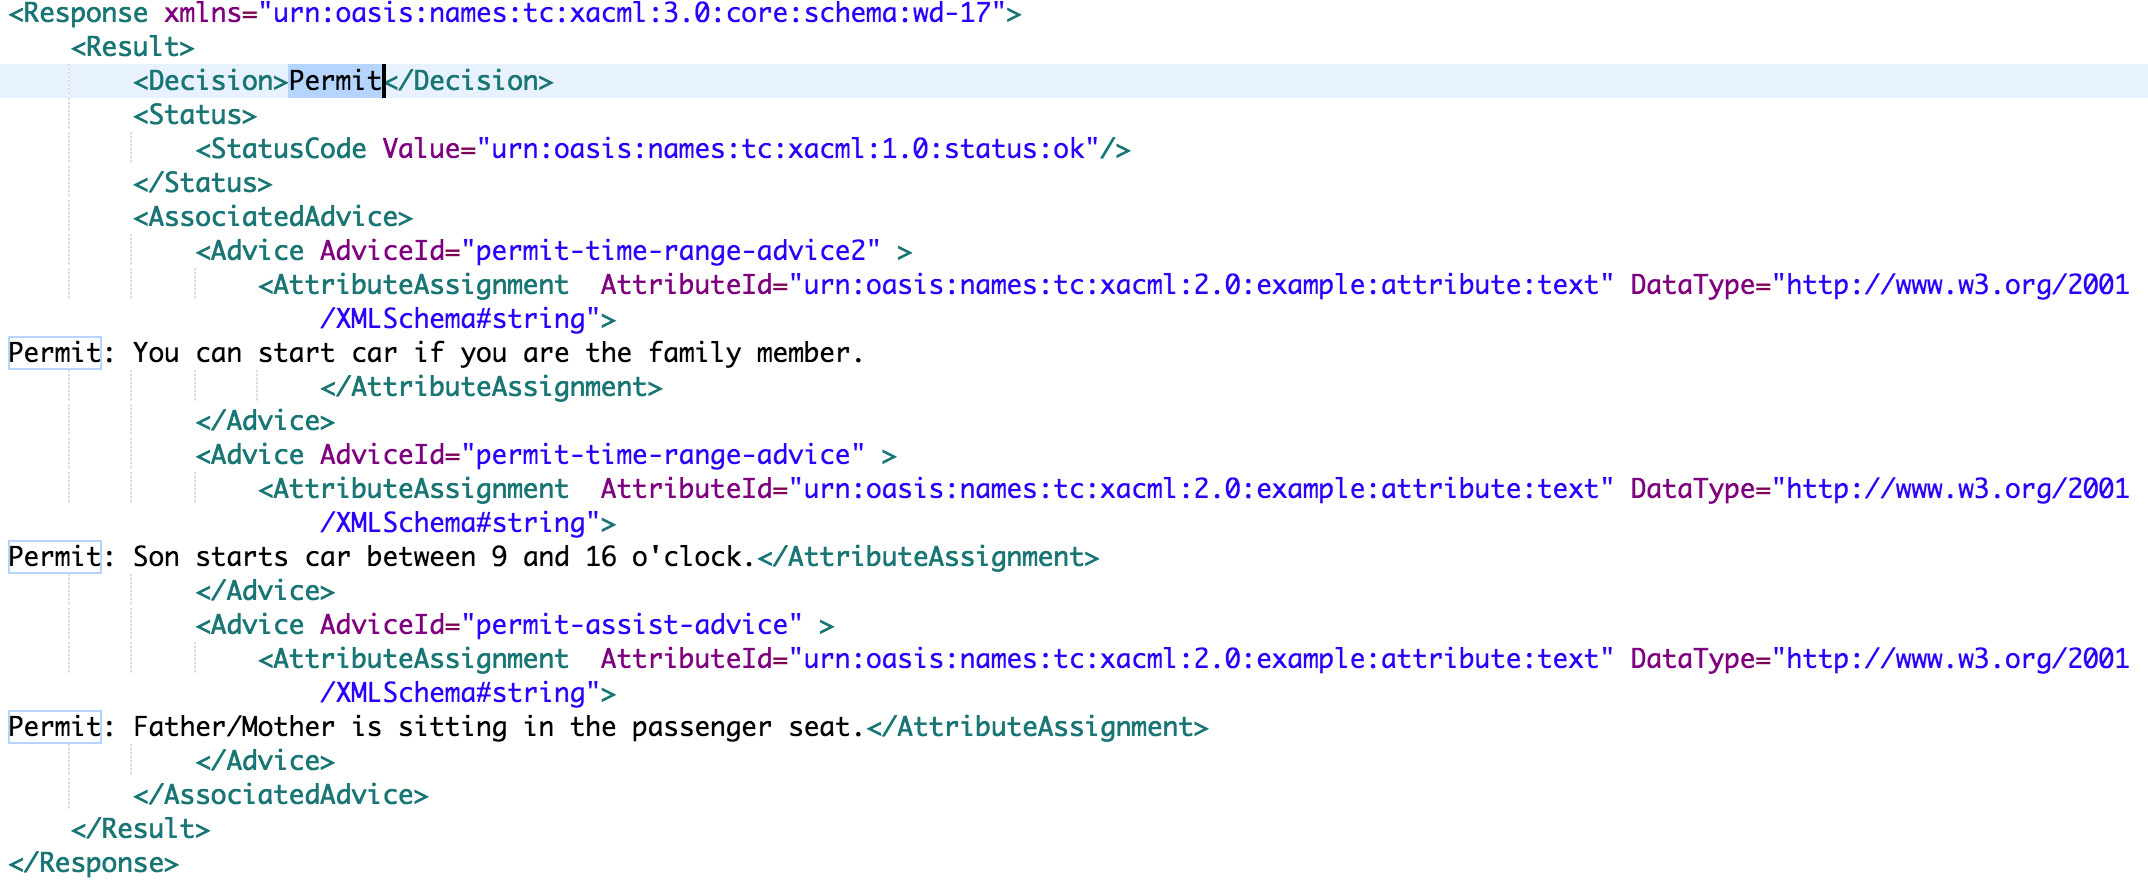 <Response xmlns="urn:oasis:names:tc:xacml:3.0:core:schema:wd-17">
<Result>
<Decision>Permit</Decision>
<Status>
<StatusCode Value="urn:oasis:names:tc:xacml:1.0:status:ok"/>
</Status>
<AssociatedAdvice>
<Advice AdviceId="permit-time-range-advice2" >
<AttributeAssignment  AttributeId="urn:oasis:names:tc:xacml:2.0:example:attribute:text" DataType="http://www.w3.org/2001
/XMLSchema#string">
Permit: You can start car if you are the family member.
</AttributeAssignment>
</Advice>
<Advice AdviceId="permit-time-range-advice" >
<AttributeAssignment  AttributeId="urn:oasis:names:tc:xacml:2.0:example:attribute:text" DataType="http://www.w3.org/2001
/XMLSchema#string">
Permit: Son starts car between 9 and 16 o'clock.</AttributeAssignment>
</Advice>
<Advice AdviceId="permit-assist-advice" >
<AttributeAssignment  AttributeId="urn:oasis:names:tc:xacml:2.0:example:attribute:text" DataType="http://www.w3.org/2001
/XMLSchema#string">
Permit: Father/Mother is sitting in the passenger seat.</AttributeAssignment>
</Advice>
</AssociatedAdvice>
</Result>
</Response>